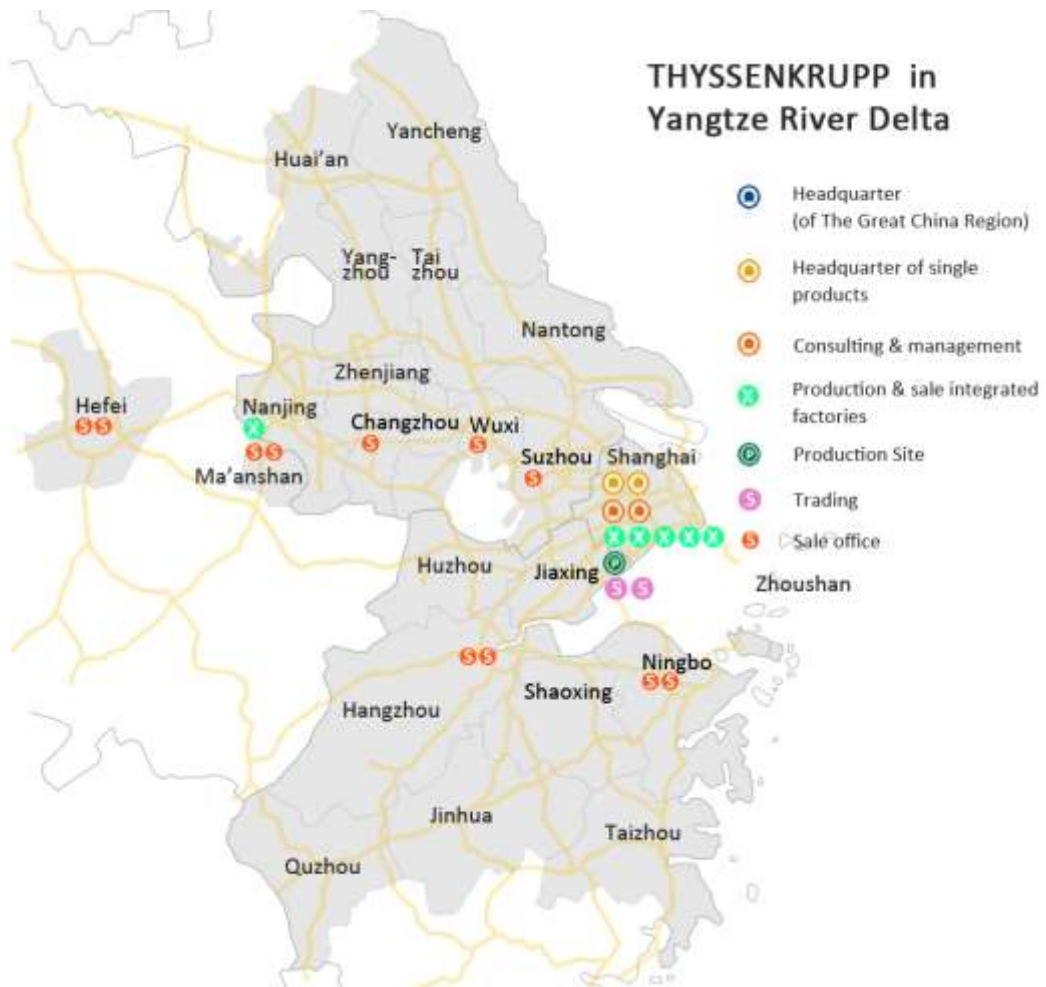 THYSSENKRUPP in
Yangtze River Delta
Yancheng
Huai'an
Headquarter
(of The Great China Region)
Yang-
zhou
Tai
zhou
Headquarter of single
products
Nantong
Consulting & management
Zhenjiang
Production & sale integrated
factories
Hefei
S S
Nanjing
X
S S
Changzhou
S
Wuxi
S
Suzhou
S
Shanghai
X
P
Production Site
Ma'anshan
S
Trading
S
Sale office
X X X X X
Huzhou
Jiaxing
P
S S
Zhoushan
S S
Ningbo
S S
Shaoxing
Hangzhou
Jinhua
Taizhou
Quzhou